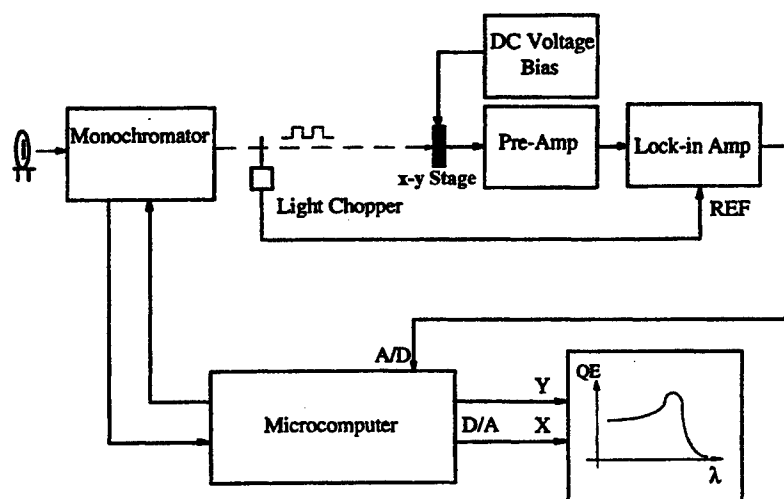 DC Voltage
Bias
Monochromator
Pre-Amp
Lock-in Amp
x-y Stage
Light Chopper
REF
A/D
Microcomputer
Y
D/A
X
QE
λ